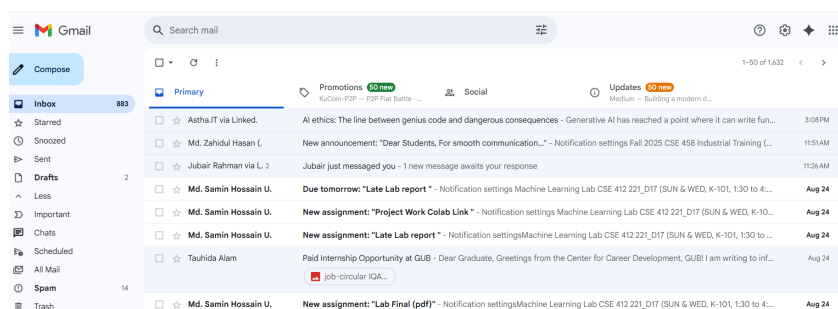 Gmail
Search mail
Compose
1–50 of 1,632
Primary
Promotions 50 new
KuCoin-P2P — P2P Fiat Battle - ...
Social
Updates 50 new
Medium — Building a modern d...
Inbox 883
Starred
Snoozed
Sent
Drafts 2
Less
Important
Chats
Scheduled
All Mail
Spam 14
Trash
Astha.IT via Linked. AI ethics: The line between genius code and dangerous consequences - Generative AI has reached a point where it can write fun... 3:08 PM
Md. Zahidul Hasan (. New announcement: "Dear Students, For smooth communication..." - Notification settings Fall 2025 CSE 458 Industrial Training (... 11:51 AM
Jubair Rahman via L. 2 Jubair just messaged you - 1 new message awaits your response 11:26 AM
Md. Samin Hossain U. Due tomorrow: "Late Lab report " - Notification settings Machine Learning Lab CSE 412 221_D17 (SUN & WED, K-101, 1:30 to 4:... Aug 24
Md. Samin Hossain U. New assignment: "Project Work Colab Link " - Notification settings Machine Learning Lab CSE 412 221_D17 (SUN & WED, K-10... Aug 24
Md. Samin Hossain U. New assignment: "Late Lab report " - Notification settingsMachine Learning Lab CSE 412 221_D17 (SUN & WED, K-101, 1:30 to ... Aug 24
Tauhida Alam Paid Internship Opportunity at GUB - Dear Graduate, Greetings from the Center for Career Development, GUB! I am writing to inf... Aug 24
job-circular IQA...
Md. Samin Hossain U. New assignment: "Lab Final (pdf)" - Notification settingsMachine Learning Lab CSE 412 221_D17 (SUN & WED, K-101, 1:30 to 4:... Aug 24